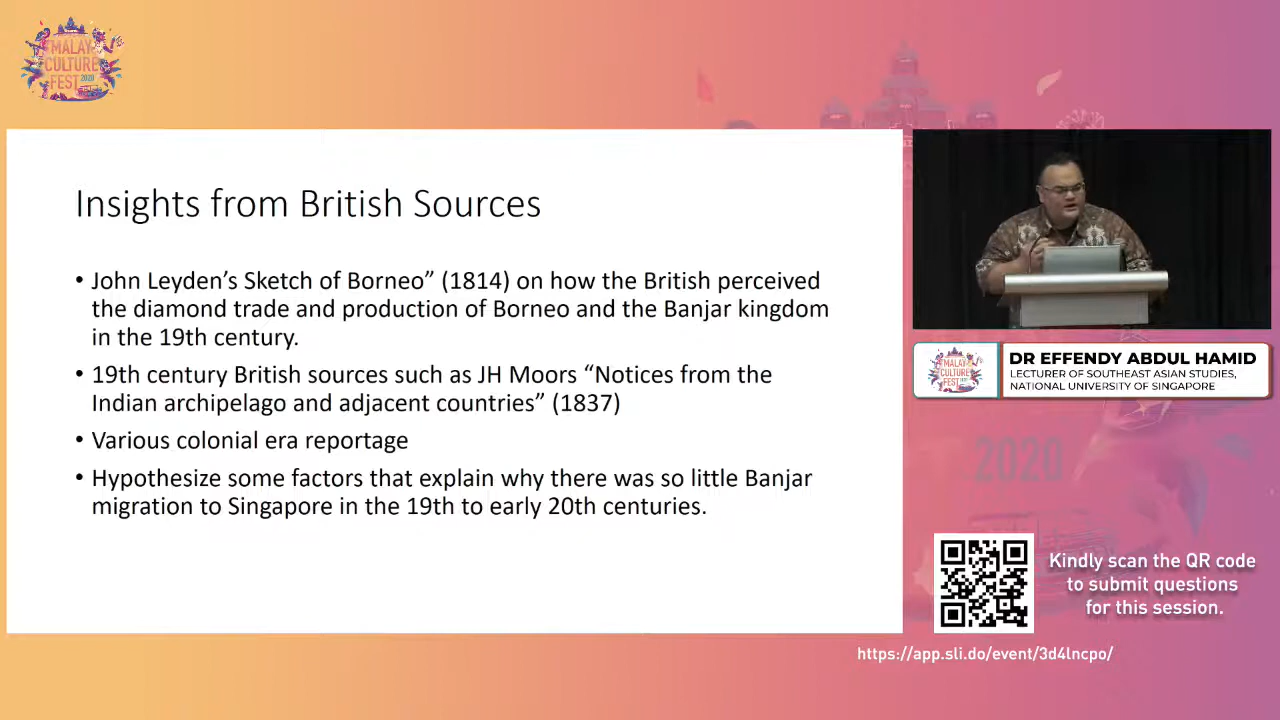 MALAY
CULTURE
FEST 2020
Insights from British Sources
• John Leyden's Sketch of Borneo” (1814) on how the British perceived
the diamond trade and production of Borneo and the Banjar kingdom
in the 19th century.
• 19th century British sources such as JH Moors “Notices from the
Indian archipelago and adjacent countries” (1837)
• Various colonial era reportage
• Hypothesize some factors that explain why there was so little Banjar
migration to Singapore in the 19th to early 20th centuries.
MALAY
CULTURE
FEST
DR EFFENDY ABDUL HAMID
LECTURER OF SOUTHEAST ASIAN STUDIES,
NATIONAL UNIVERSITY OF SINGAPORE
2020
Kindly scan the QR code
to submit questions
for this session.
https://app.sli.do/event/3d4lncpo/